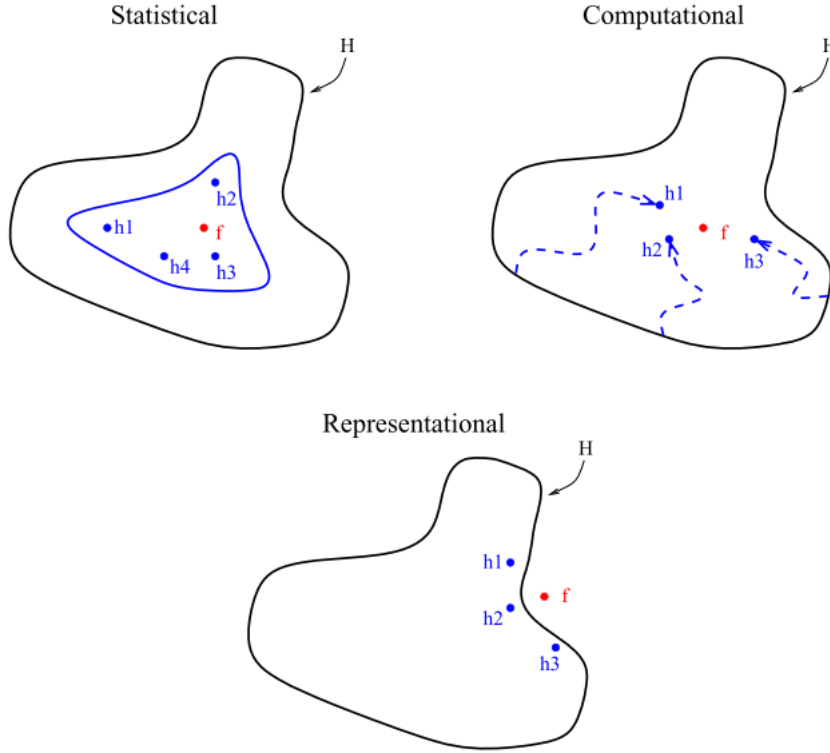 Statistical
H
h2
h1
f
h4
h3
Computational
H
h1
f
h2
h3
Representational
H
h1
f
h2
h3